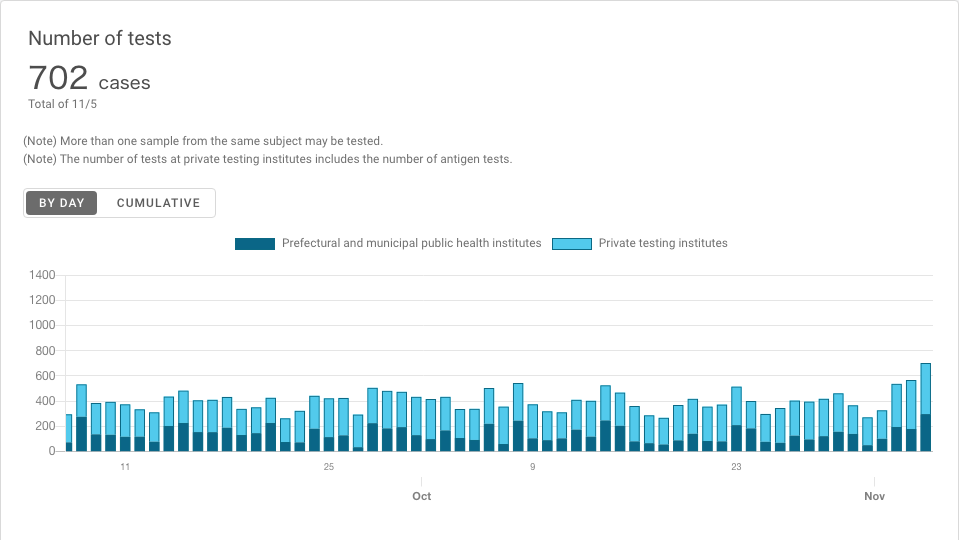 Number of tests
702 cases
Total of 11/5
(Note) More than one sample from the same subject may be tested.
(Note) The number of tests at private testing institutes includes the number of antigen tests.
BY DAY CUMULATIVE
Prefectural and municipal public health institutes Private testing institutes
1400
1200
1000
800
600
400
200
0
11 25 9 23
Oct Nov